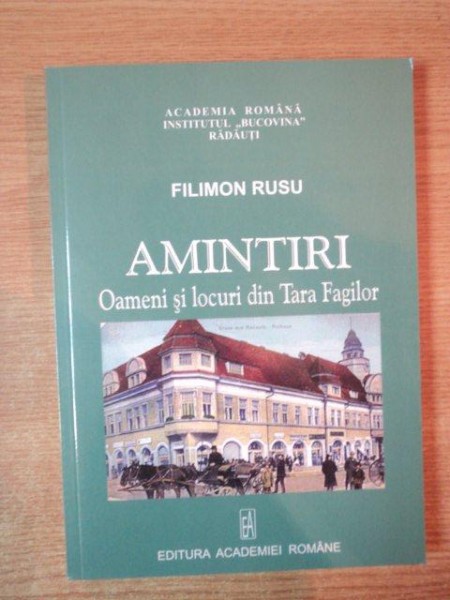 ACADEMIA ROMÂNĂ
INSTITUTUL „BUCOVINA"
RĂDĂUȚI
FILIMON RUSU
AMINTIRI
Oameni și locuri din Tara Fagilor
EA
EDITURA ACADEMIEI ROMÂNE